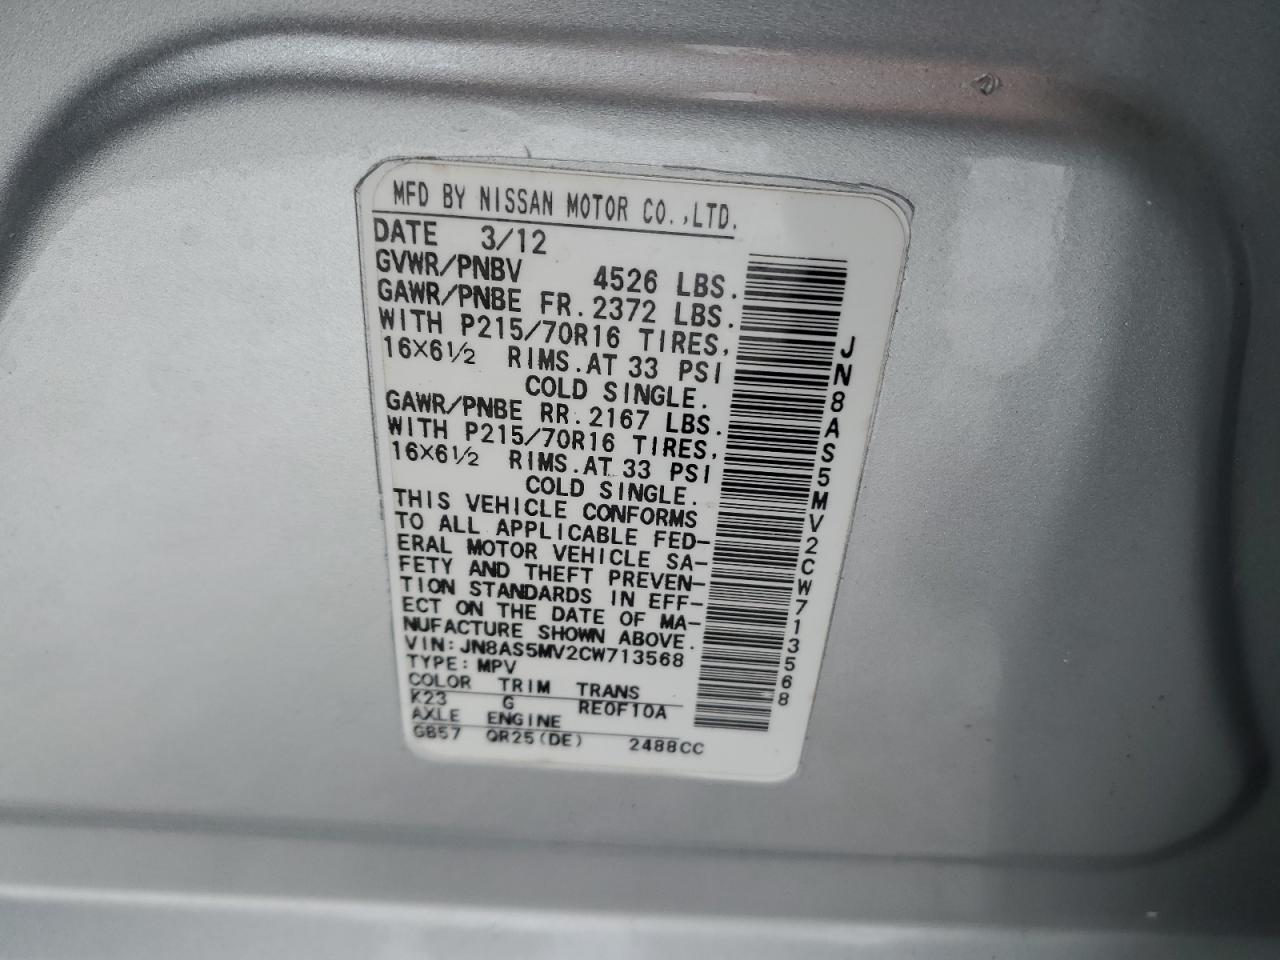 MFD BY NISSAN MOTOR CO.,LTD.
DATE 3/12
GVWR/PNBV 4526 LBS.
GAWR/PNBE FR.2372 LBS.
WITH P215/70R16 TIRES,
16×6½ RIMS.AT 33 PSI
COLD SINGLE.
GAWR/PNBE RR.2167 LBS.
WITH P215/70R16 TIRES,
16×6½ RIMS.AT 33 PSI
COLD SINGLE.
THIS VEHICLE CONFORMS
TO ALL APPLICABLE FED-
ERAL MOTOR VEHICLE SA-
FETY AND THEFT PREVEN-
TION STANDARDS IN EFF-
ECT ON THE DATE OF MA-
NUFACTURE SHOWN ABOVE.
VIN:JN8AS5MV2CW713568
TYPE:MPV
COLOR TRIM TRANS
K23 G RE0F10A
AXLE ENGINE
GB57 QR25(DE) 2488CC
JN8AS5MV2CW713568